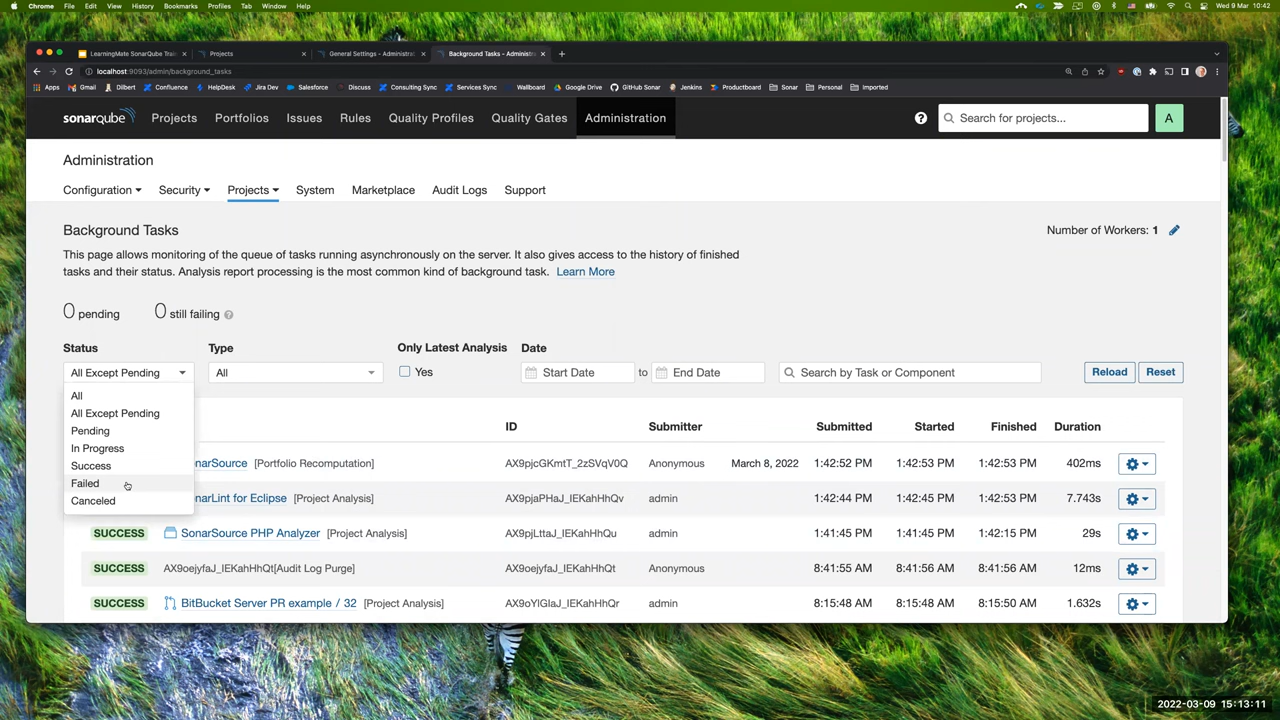 Chrome File Edit View History Bookmarks Profiles Tab Window Help Wed 9 Mar 10:42
LearningMate SonarQube Trai Projects General Settings - Administra Background Tasks - Administra
localhost:9093/admin/background_tasks
Apps Gmail Dilbert Confluence HelpDesk Jira Dev Salesforce Discuss Consulting Sync Services Sync Wallboard Google Drive GitHub Sonar Jenkins Productboard Sonar Personal Imported
sonarqube Projects Portfolios Issues Rules Quality Profiles Quality Gates Administration ? Search for projects... A
Administration
Configuration Security Projects System Marketplace Audit Logs Support
Background Tasks Number of Workers: 1
This page allows monitoring of the queue of tasks running asynchronously on the server. It also gives access to the history of finished
tasks and their status. Analysis report processing is the most common kind of background task. Learn More
0 pending 0 still failing ?
Status Type Only Latest Analysis Date
All Except Pending All Yes Start Date to End Date Search by Task or Component Reload Reset
All
All Except Pending
Pending
In Progress
Success
Failed
Canceled
ID Submitter Submitted Started Finished Duration
narSource [Portfolio Recomputation] AX9pjcGKmtT_2zSVqV0Q Anonymous March 8, 2022 1:42:52 PM 1:42:53 PM 1:42:53 PM 402ms
narLint for Eclipse [Project Analysis] AX9pjaPHaJ_IEKahHhQv admin 1:42:44 PM 1:42:45 PM 1:42:53 PM 7.743s
SUCCESS SonarSource PHP Analyzer [Project Analysis] AX9pjLttaJ_IEKahHhQu admin 1:41:45 PM 1:41:45 PM 1:42:15 PM 29s
SUCCESS AX9oejyfaJ_IEKahHhQt[Audit Log Purge] AX9oejyfaJ_IEKahHhQt Anonymous 8:41:55 AM 8:41:56 AM 8:41:56 AM 12ms
SUCCESS BitBucket Server PR example / 32 [Project Analysis] AX9oYlGIaJ_IEKahHhQr admin 8:15:48 AM 8:15:48 AM 8:15:50 AM 1.632s
2022-03-09 15:13:11